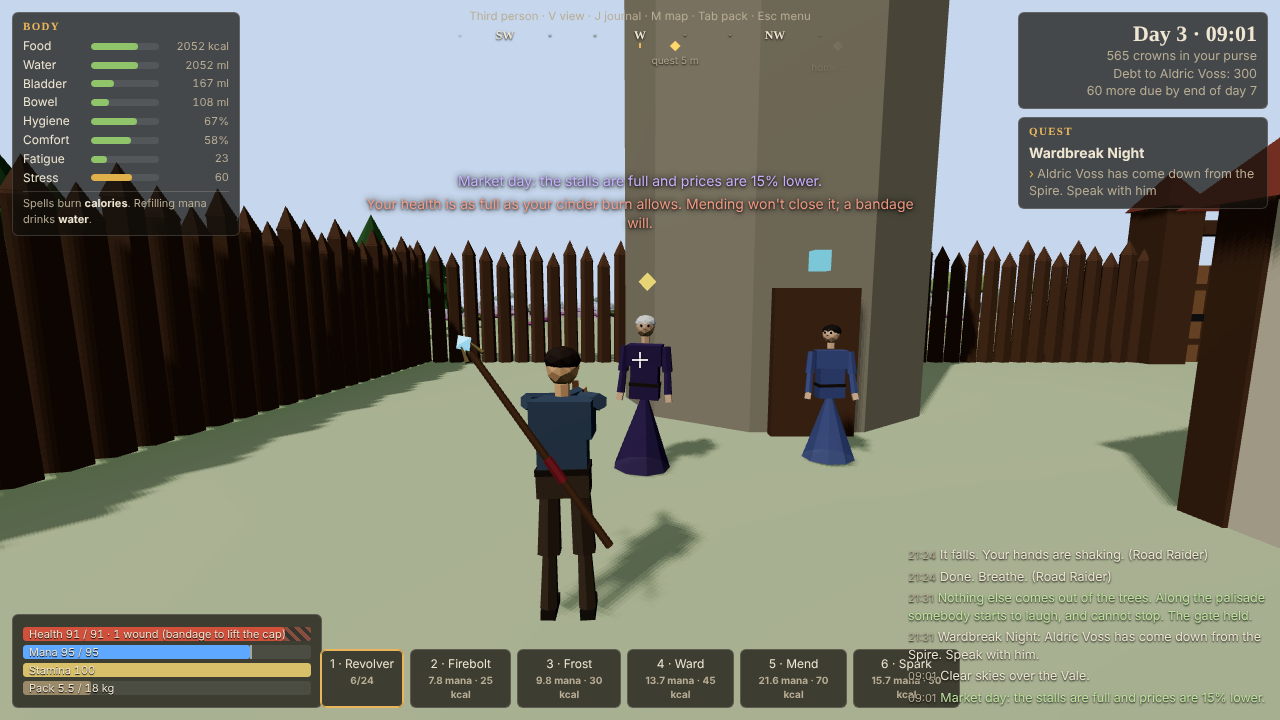 Third person · V view · J journal · M map · Tab pack · Esc menu
SW
W
NW
quest 5 m
home
BODY
Food 2052 kcal
Water 2052 ml
Bladder 167 ml
Bowel 108 ml
Hygiene 67%
Comfort 58%
Fatigue 23
Stress 60
Spells burn calories. Refilling mana
drinks water.
Day 3 · 09:01
565 crowns in your purse
Debt to Aldric Voss: 300
60 more due by end of day 7
QUEST
Wardbreak Night
› Aldric Voss has come down from the
Spire. Speak with him
Market day: the stalls are full and prices are 15% lower.
Your health is as full as your cinder burn allows. Mending won't close it; a bandage
will.
21:24 It falls. Your hands are shaking. (Road Raider)
21:24 Done. Breathe. (Road Raider)
21:31 Nothing else comes out of the trees. Along the palisade
somebody starts to laugh, and cannot stop. The gate held.
21:31 Wardbreak Night: Aldric Voss has come down from the
Spire. Speak with him.
09:01 Clear skies over the Vale.
09:01 Market day: the stalls are full and prices are 15% lower.
Health 91 / 91 · 1 wound (bandage to lift the cap)
Mana 95 / 95
Stamina 100
Pack 5.5 / 18 kg
1 · Revolver
6/24
2 · Firebolt
7.8 mana · 25
kcal
3 · Frost
9.8 mana · 30
kcal
4 · Ward
13.7 mana · 45
kcal
5 · Mend
21.6 mana · 70
kcal
6 · Spark
15.7 mana · 50
kcal